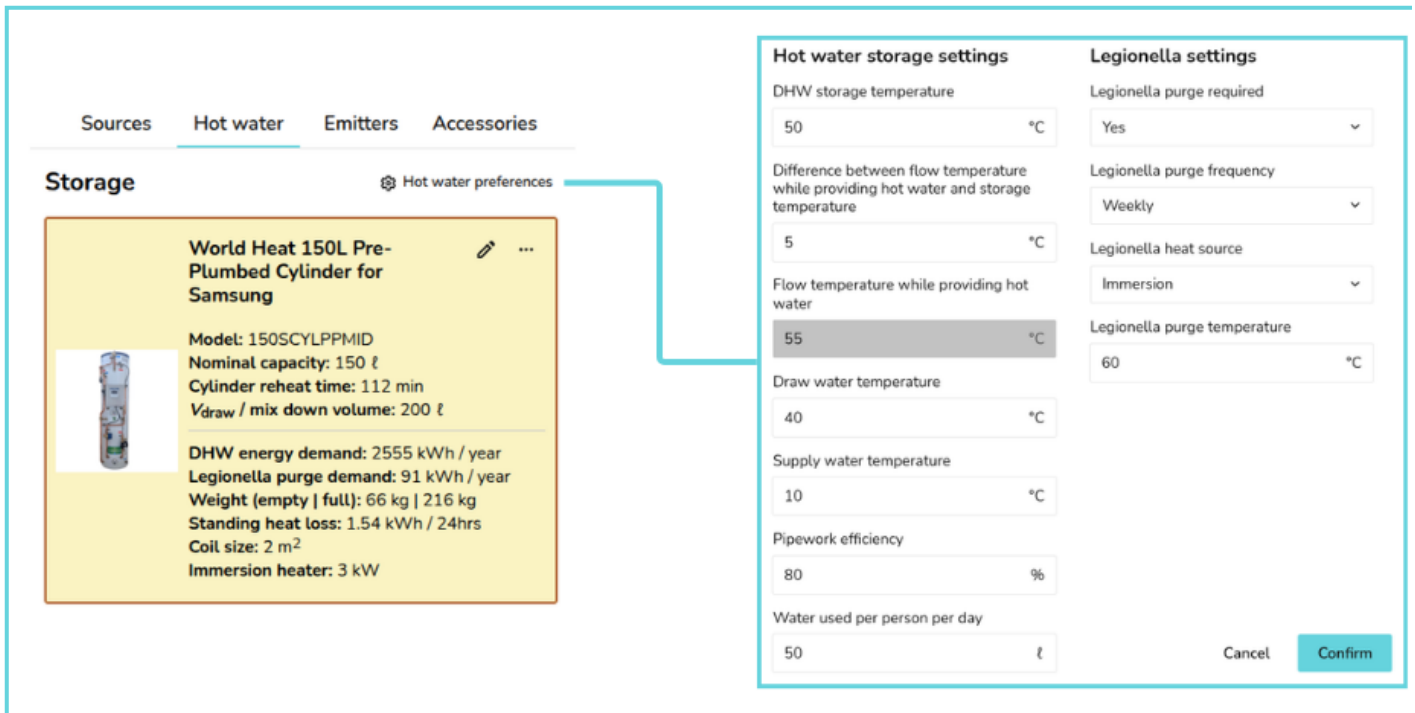 Sources Hot water Emitters Accessories
Storage
Hot water preferences
World Heat 150L Pre-
Plumbed Cylinder for
Samsung
Model: 150SCYLPPMID
Nominal capacity: 150 ℓ
Cylinder reheat time: 112 min
Vdraw / mix down volume: 200 ℓ
DHW energy demand: 2555 kWh / year
Legionella purge demand: 91 kWh / year
Weight (empty | full): 66 kg | 216 kg
Standing heat loss: 1.54 kWh / 24hrs
Coil size: 2 m²
Immersion heater: 3 kW
Hot water storage settings
DHW storage temperature
50 °C
Difference between flow temperature
while providing hot water and storage
temperature
5 °C
Flow temperature while providing hot
water
55 °C
Draw water temperature
40 °C
Supply water temperature
10 °C
Pipework efficiency
80 %
Water used per person per day
50 ℓ
Legionella settings
Legionella purge required
Yes
Legionella purge frequency
Weekly
Legionella heat source
Immersion
Legionella purge temperature
60 °C
Cancel Confirm